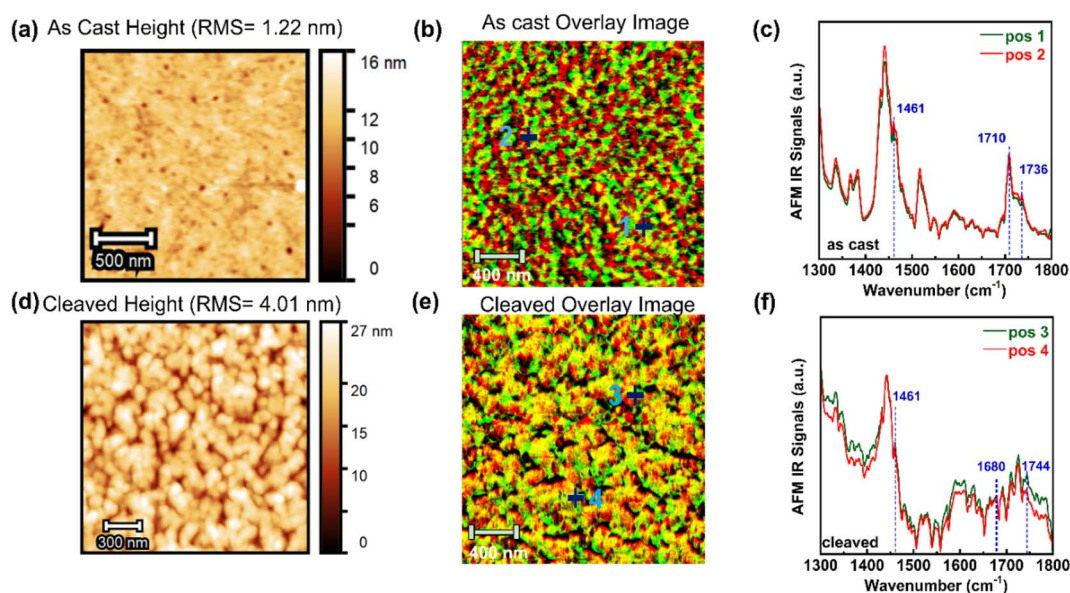 (a) As Cast Height (RMS= 1.22 nm)
16 nm
12
10
8
6
0
500 nm
(b) As cast Overlay Image
2
1
400 nm
(c)
pos 1
pos 2
1461
1710
1736
as cast
AFM IR Signals (a.u.)
1300 1400 1500 1600 1700 1800
Wavenumber (cm⁻¹)
(d) Cleaved Height (RMS = 4.01 nm)
27 nm
20
15
10
0
300 nm
(e) Cleaved Overlay Image
3
4
400 nm
(f)
pos 3
pos 4
1461
1680
1744
cleaved
AFM IR Signals (a.u.)
1300 1400 1500 1600 1700 1800
Wavenumber (cm⁻¹)